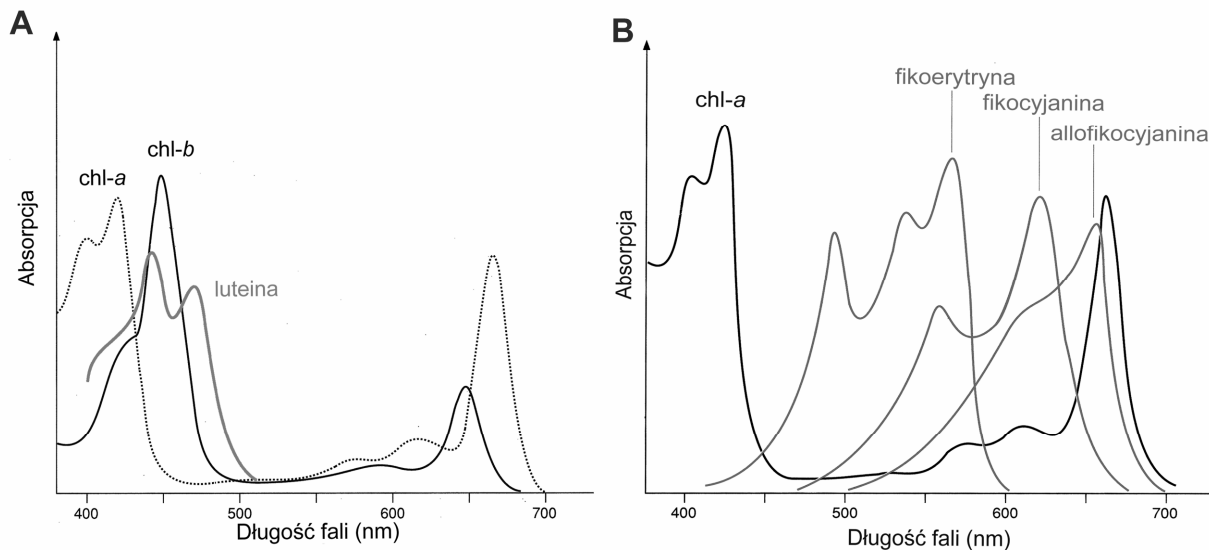 A
Absorpcja
chl-a
chl-b
luteina
400
500
600
700
Długość fali (nm)
B
Absorpcja
chl-a
fikoerytryna
fikocyjanina
allofikocyjanina
400
500
600
700
Długość fali (nm)